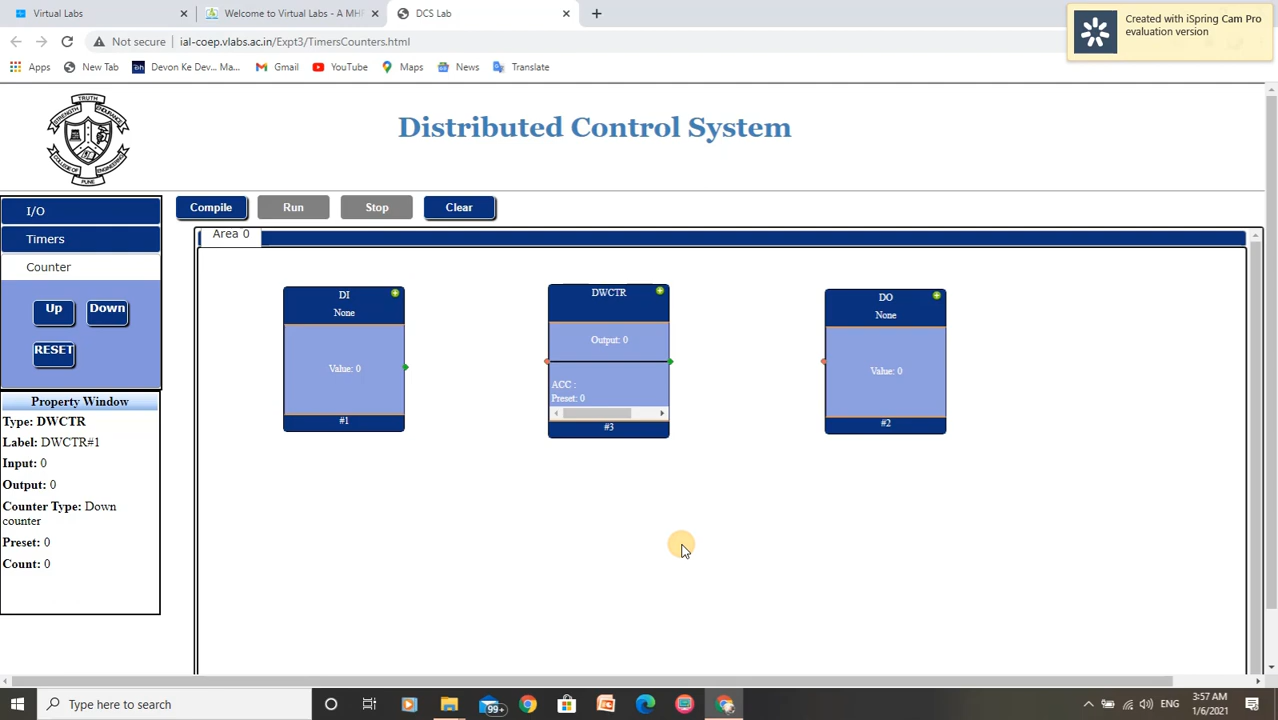 Virtual Labs
Welcome to Virtual Labs - A MHR
DCS Lab
Created with iSpring Cam Pro
evaluation version
Not secure
ial-coep.vlabs.ac.in/Expt3/TimersCounters.html
Apps
New Tab
Devon Ke Dev... Ma...
Gmail
YouTube
Maps
News
Translate
TRUTH
Distributed Control System
I/O
Timers
Counter
Up
Down
RESET
Compile
Run
Stop
Clear
Area 0
DI
None
Value: 0
#1
DWCTR
Output: 0
ACC :
Preset: 0
#3
DO
None
Value: 0
#2
Property Window
Type: DWCTR
Label: DWCTR#1
Input: 0
Output: 0
Counter Type: Down
counter
Preset: 0
Count: 0
Type here to search
99+
ENG
3:57 AM
1/6/2021